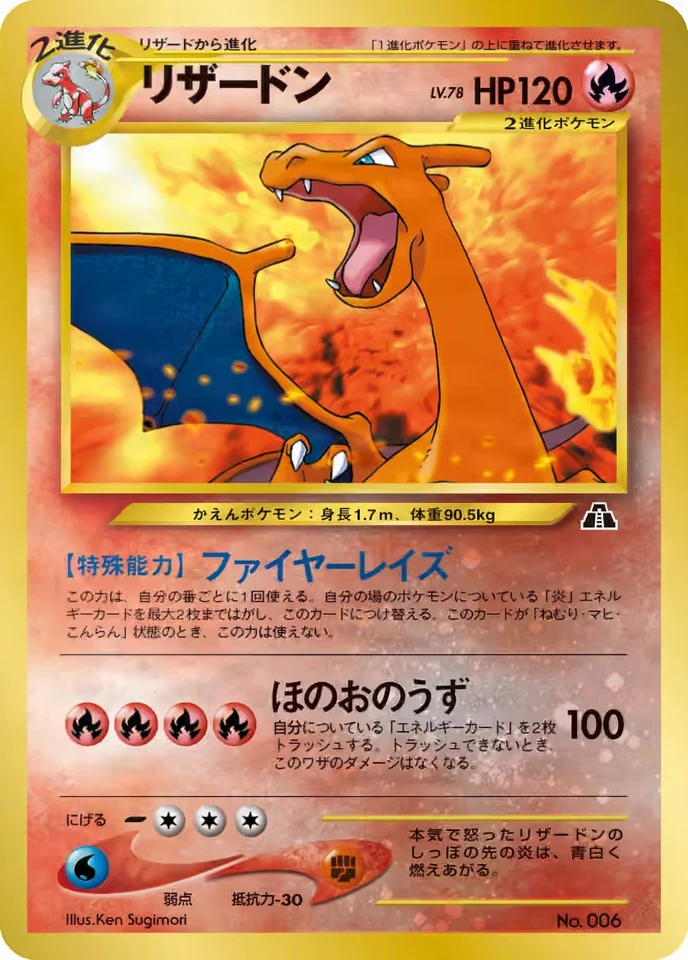 2進化
リザードから進化
「1進化ポケモン」の上に重ねて進化させます。
リザードン
LV.78 HP120
2進化ポケモン
かえんポケモン：身長1.7m、体重90.5kg
【特殊能力】ファイヤーレイズ
この力は、自分の番ごとに1回使える。自分の場のポケモンについている「炎」エネル
ギーカードを最大2枚まではがし、このカードにつけ替える。このカードが「ねむり・マヒ・
こんらん」状態のとき、この力は使えない。
ほのおのうず
自分についている「エネルギーカード」を2枚
トラッシュする。トラッシュできないとき、
このワザのダメージはなくなる。
100
にげる
弱点
抵抗力-30
本気で怒ったリザードンの
しっぽの先の炎は、青白く
燃えあがる。
Illus.Ken Sugimori
No. 006